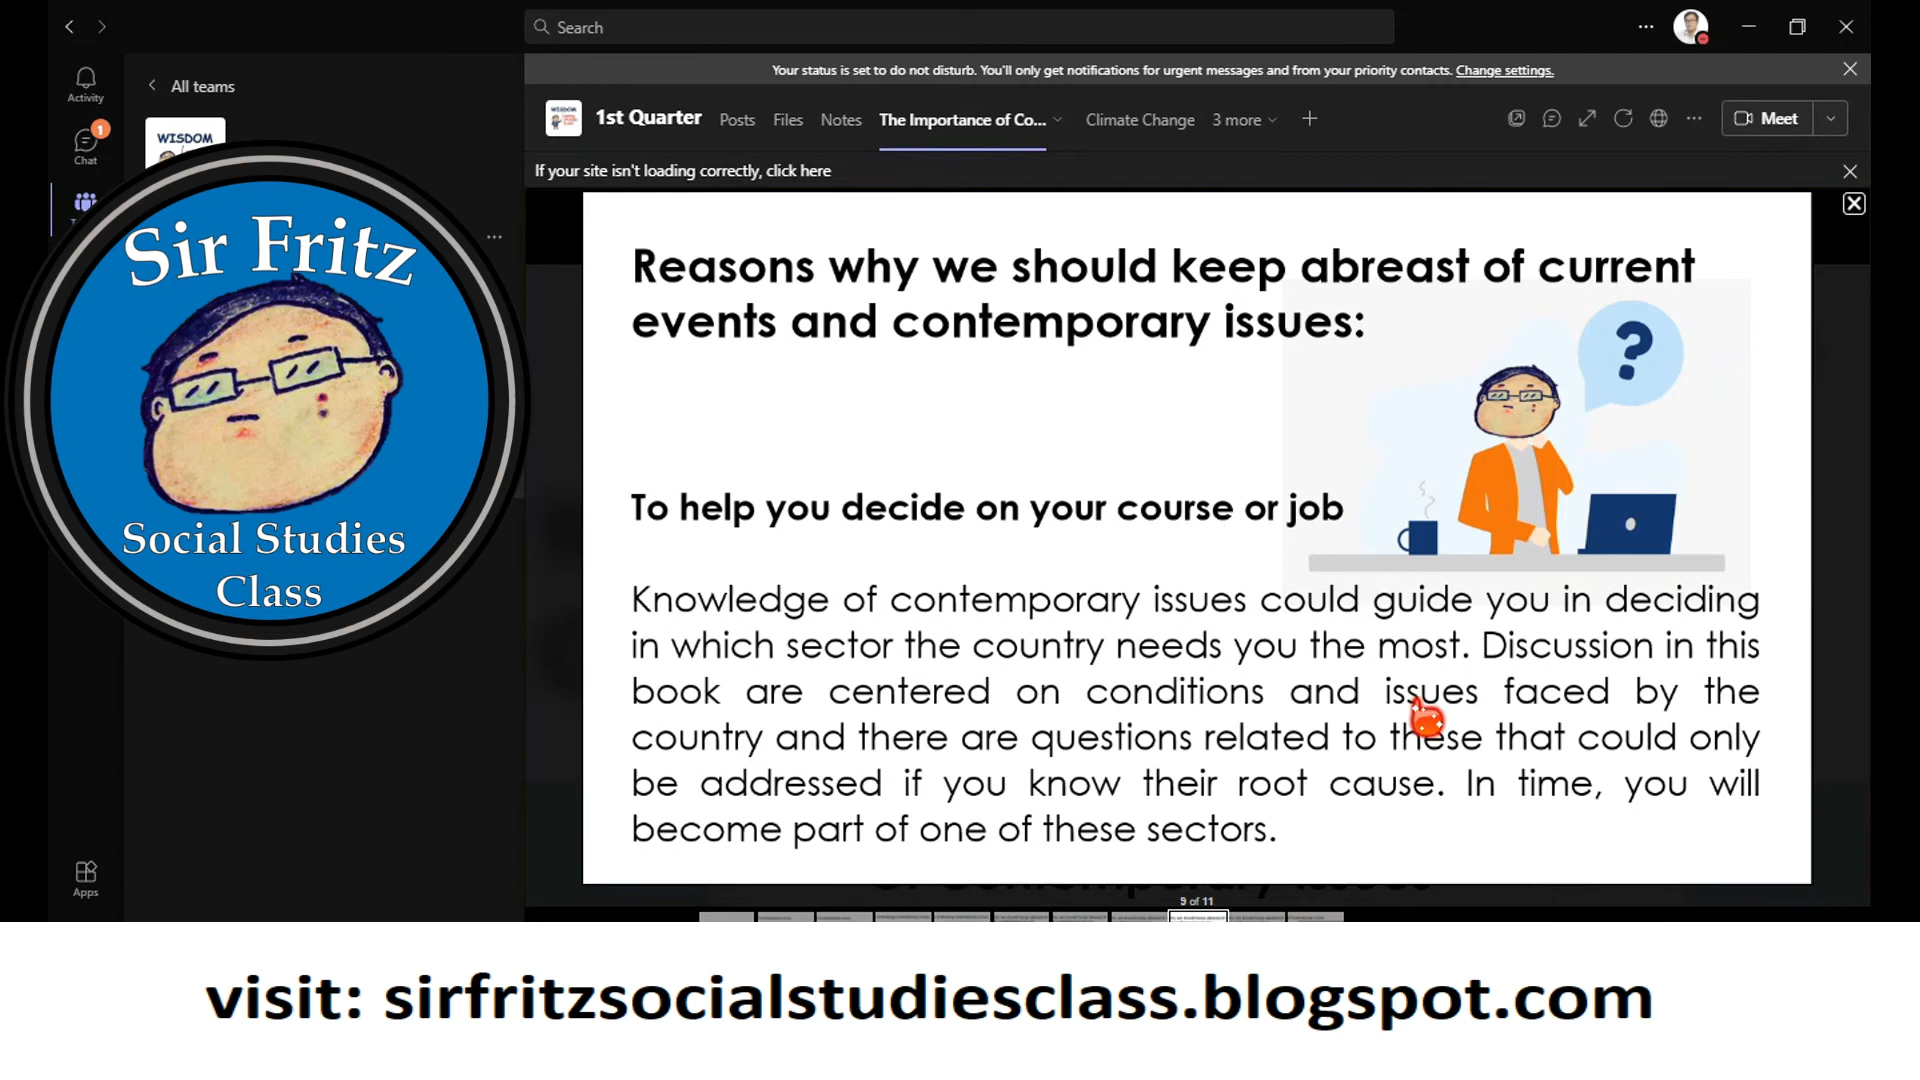 Search
Your status is set to do not disturb. You'll only get notifications for urgent messages and from your priority contacts. Change settings.
Activity
All teams
1st Quarter Posts Files Notes The Importance of Co... Climate Change 3 more Meet
1
Chat
WISDOM
If your site isn't loading correctly, click here
Sir Fritz
Social Studies
Class
Reasons why we should keep abreast of current
events and contemporary issues:
?
To help you decide on your course or job
Knowledge of contemporary issues could guide you in deciding
in which sector the country needs you the most. Discussion in this
book are centered on conditions and issues faced by the
country and there are questions related to these that could only
be addressed if you know their root cause. In time, you will
become part of one of these sectors.
Apps
9 of 11
visit: sirfritzsocialstudiesclass.blogspot.com